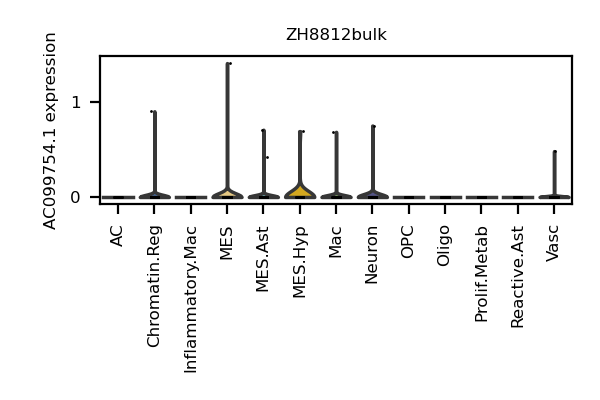 ZH8812bulk
AC099754.1 expression
1
0
AC
Chromatin.Reg
Inflammatory.Mac
MES
MES.Ast
MES.Hyp
Mac
Neuron
OPC
Oligo
Prolif.Metab
Reactive.Ast
Vasc